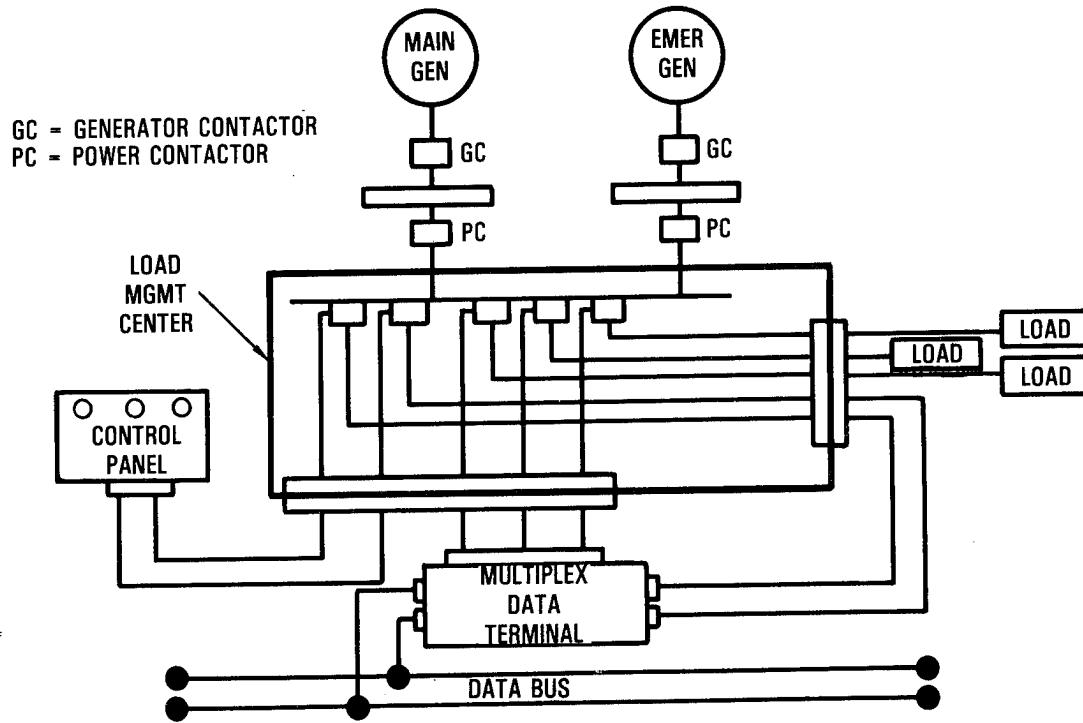 MAIN
GEN
EMER
GEN
GC = GENERATOR CONTACTOR
PC = POWER CONTACTOR
GC
GC
PC
PC
LOAD
MGMT
CENTER
LOAD
LOAD
LOAD
CONTROL
PANEL
MULTIPLEX
DATA
TERMINAL
DATA BUS